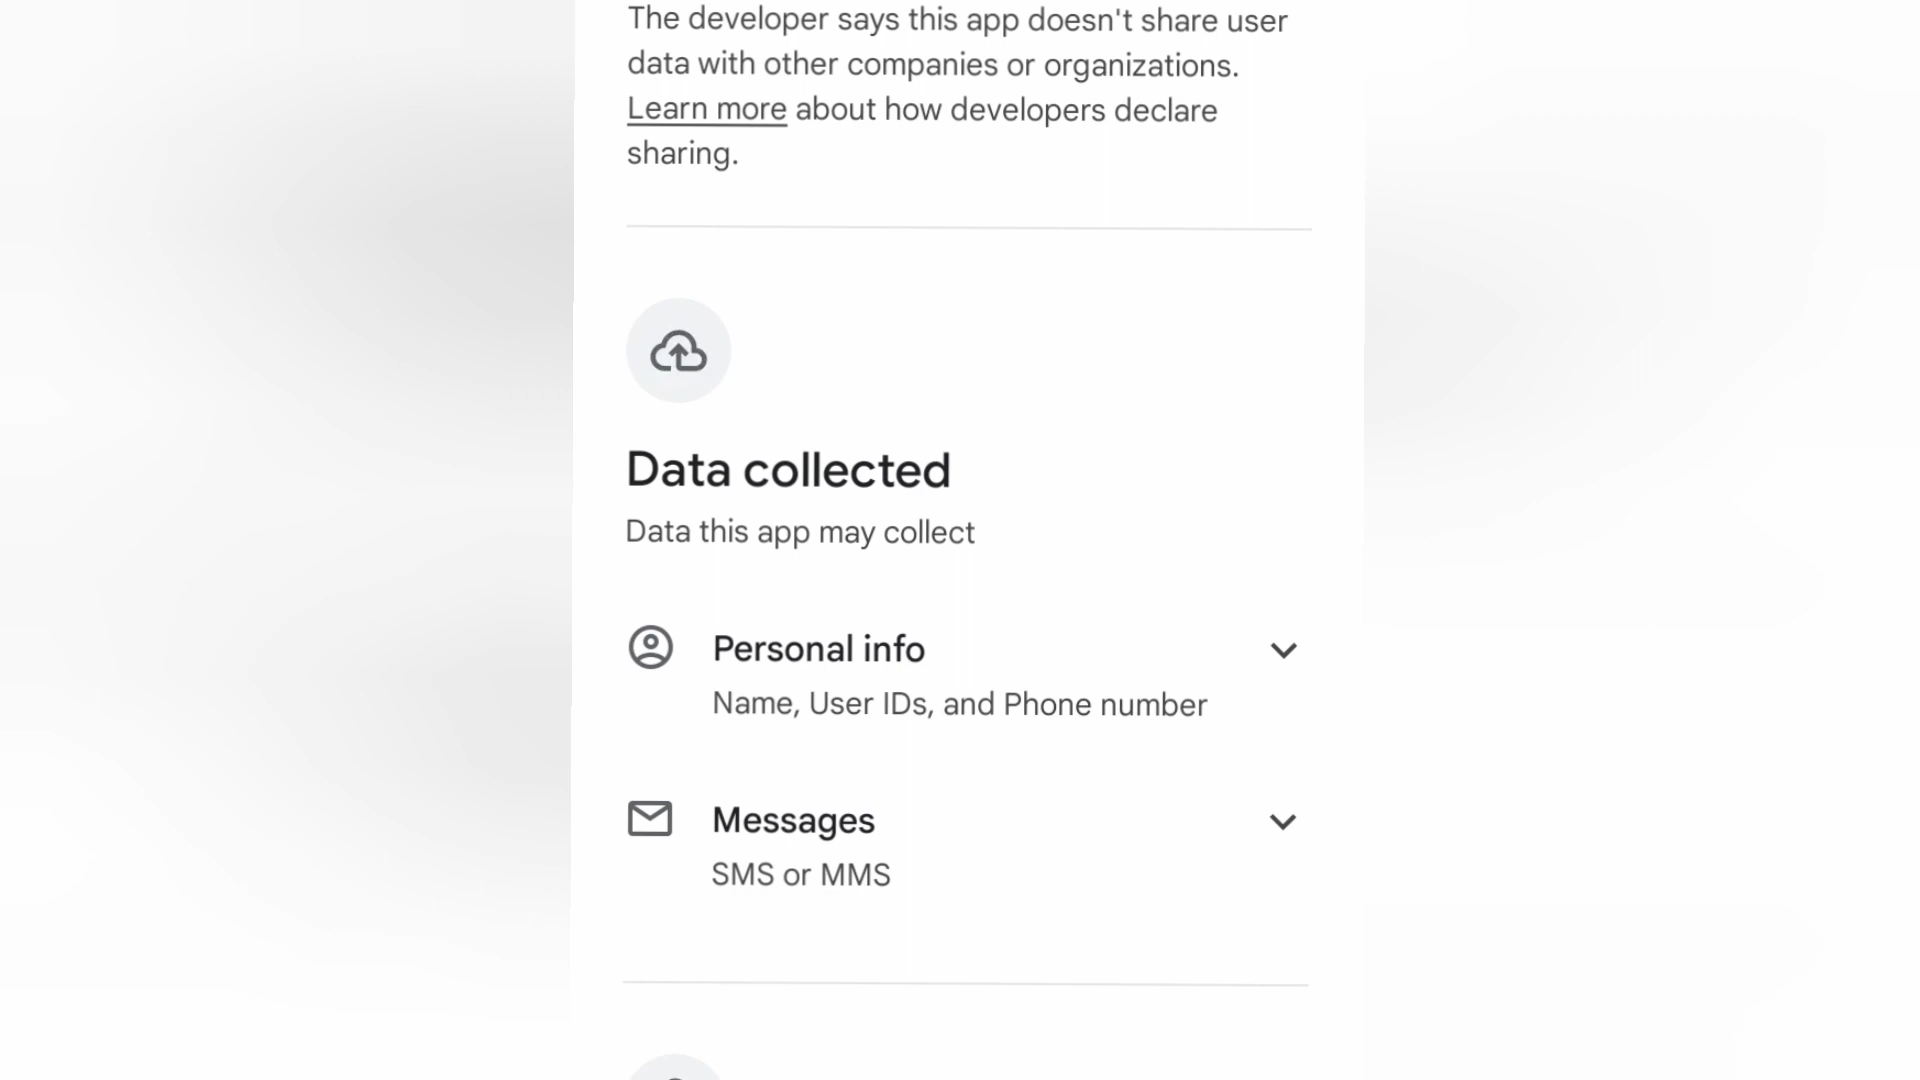 The developer says this app doesn't share user
data with other companies or organizations.
Learn more about how developers declare
sharing.
Data collected
Data this app may collect
Personal info
Name, User IDs, and Phone number
Messages
SMS or MMS